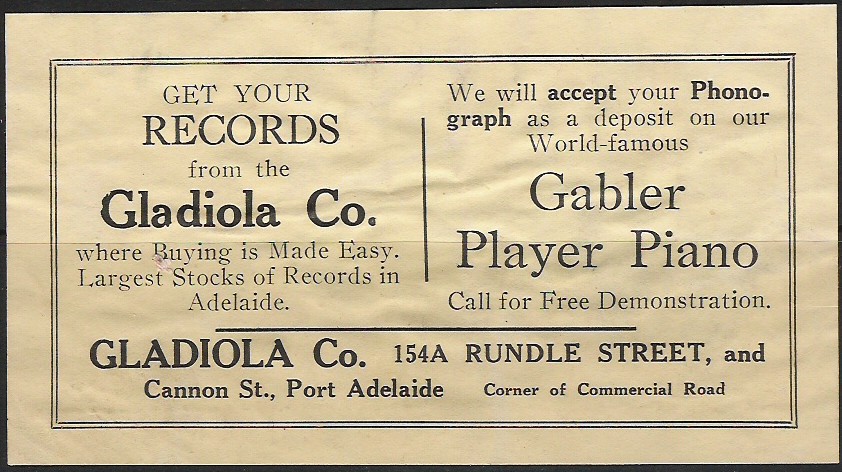 GET YOUR
RECORDS
from the
Gladiola Co.
where Buying is Made Easy.
Largest Stocks of Records in
Adelaide.
We will accept your Phono-
graph as a deposit on our
World-famous
Gabler
Player Piano
Call for Free Demonstration.
GLADIOLA Co. 154A RUNDLE STREET, and
Cannon St., Port Adelaide Corner of Commercial Road